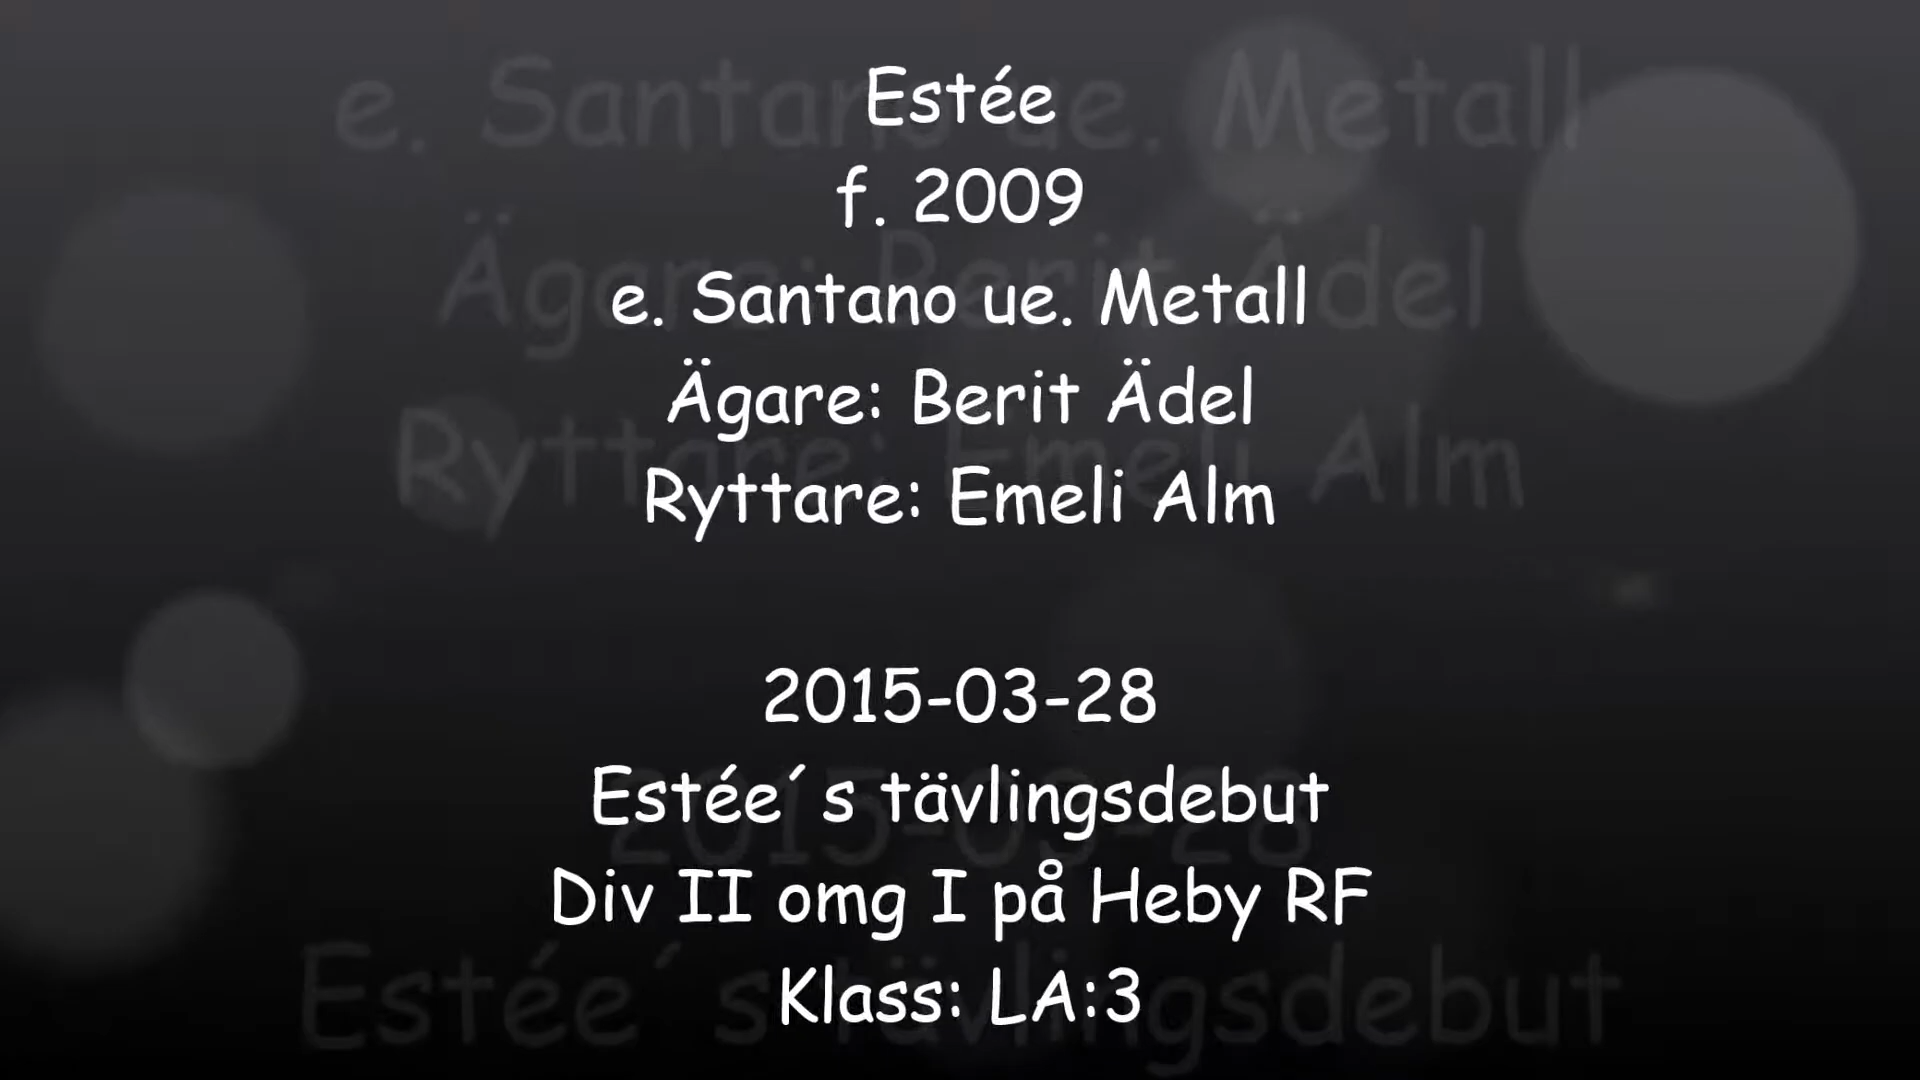 Estée
f. 2009
e. Santano ue. Metall
Ägare: Berit Ädel
Ryttare: Emeli Alm
2015-03-28
Estée´s tävlingsdebut
Div II omg I på Heby RF
Klass: LA:3